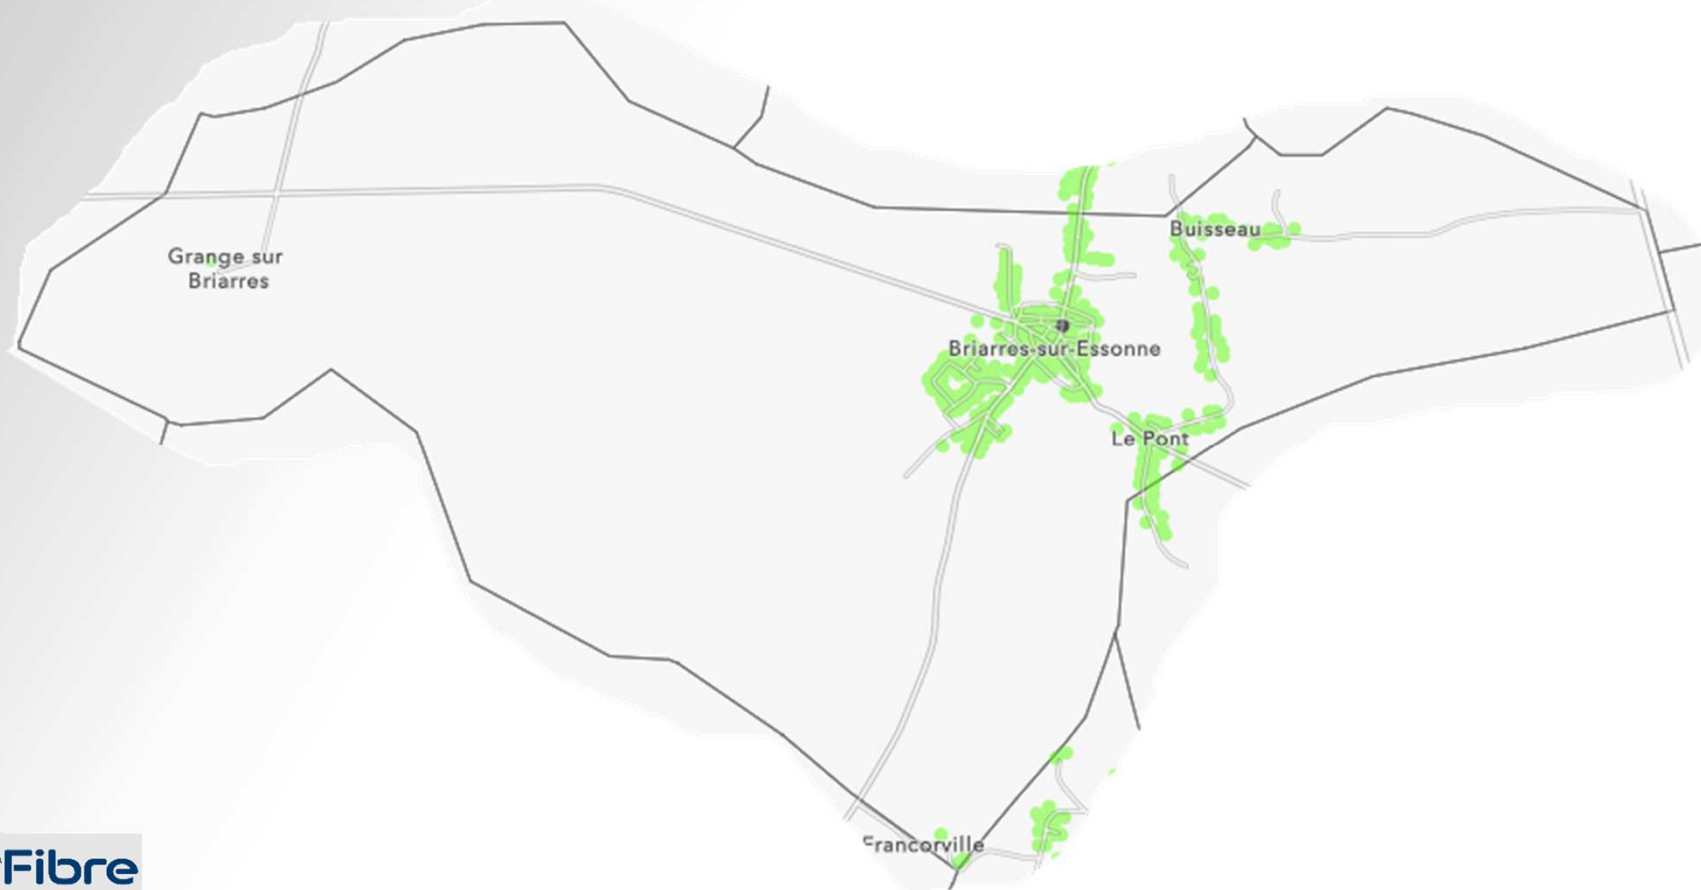 Buisseau
Grange sur
Briarres
Briarres-sur-Essonne
Le Pont
Francorville
Fibre